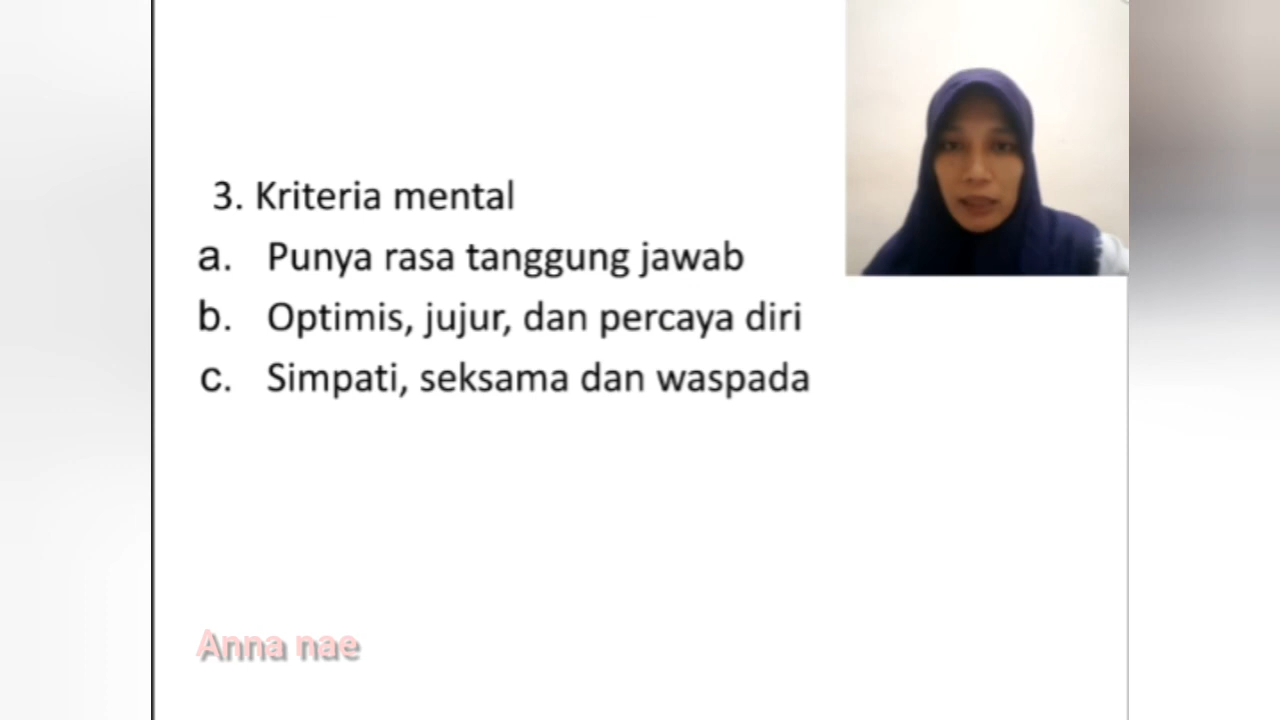 3. Kriteria mental
a. Punya rasa tanggung jawab
b. Optimis, jujur, dan percaya diri
c. Simpati, seksama dan waspada
Anna nae